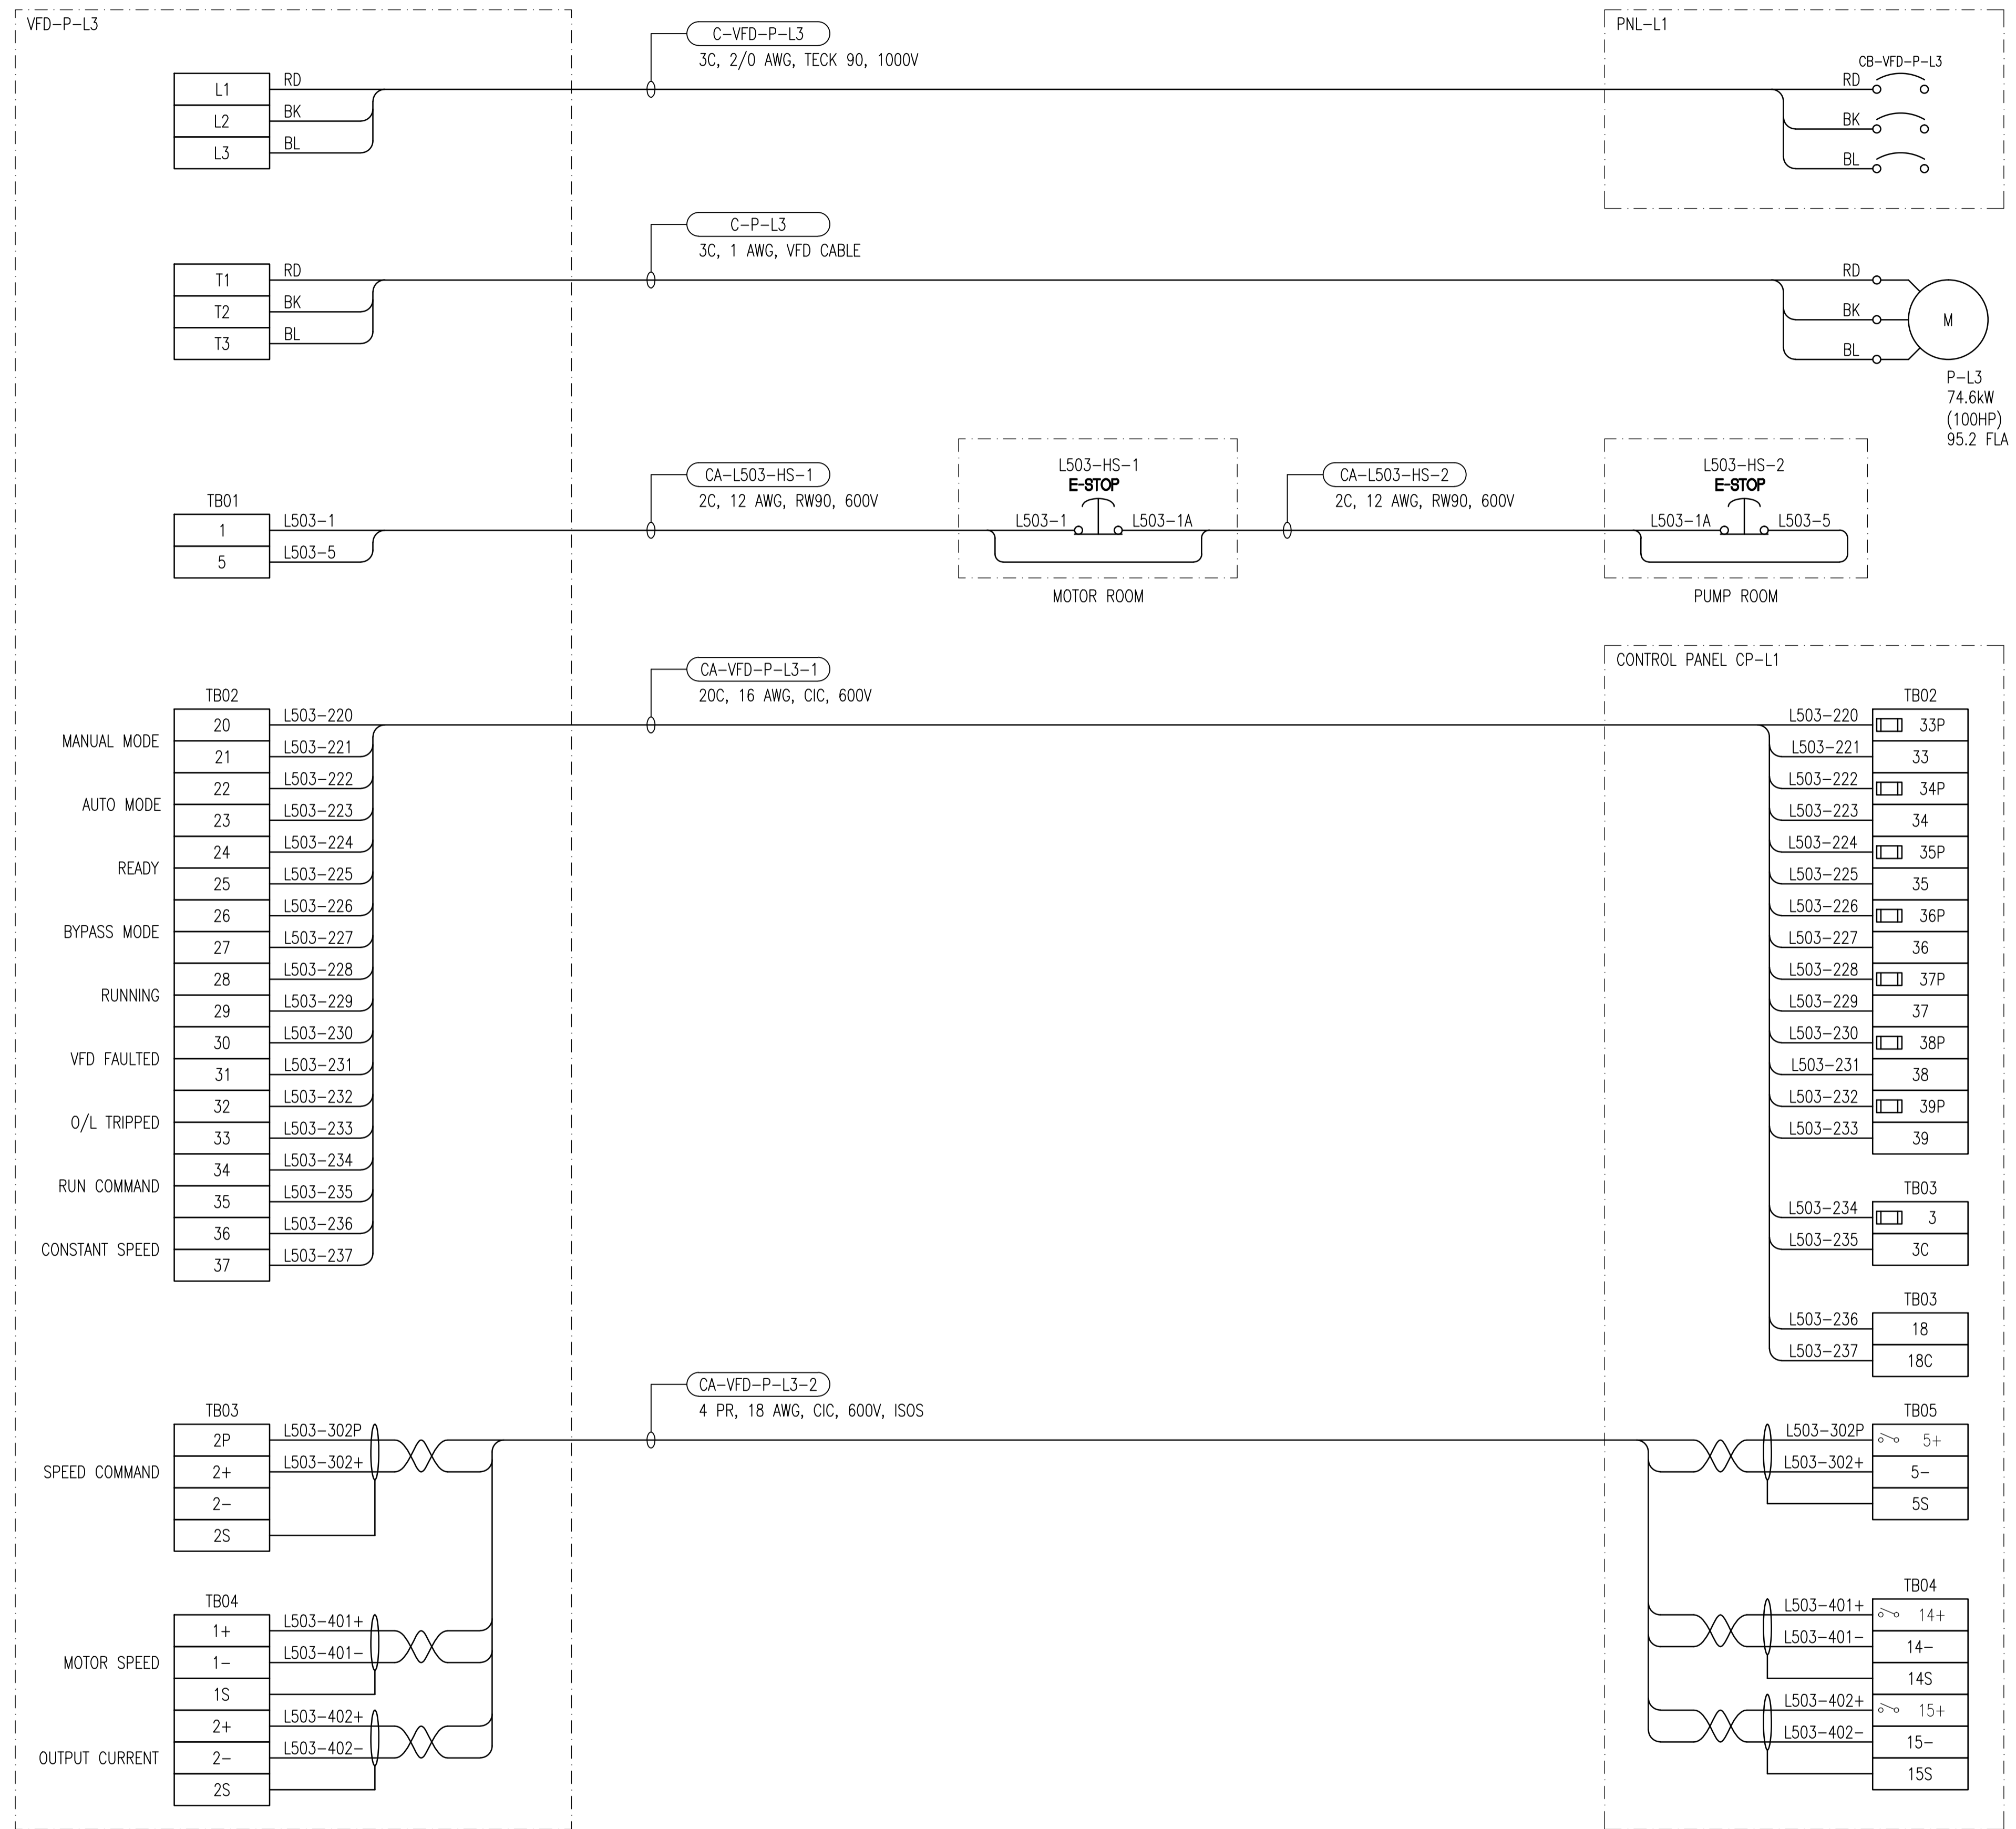 VFD-P-L3
C-VFD-P-L3
3C, 2/0 AWG, TECK 90, 1000V
PNL-L1
CB-VFD-P-L3
L1 RD
L2 BK
L3 BL
RD
BK
BL
C-P-L3
3C, 1 AWG, VFD CABLE
T1 RD
T2 BK
T3 BL
RD
BK
BL
M
P-L3
74.6kW
(100HP)
95.2 FLA
TB01
1 L503-1
5 L503-5
CA-L503-HS-1
2C, 12 AWG, RW90, 600V
L503-HS-1
E-STOP
L503-1 L503-1A
MOTOR ROOM
CA-L503-HS-2
2C, 12 AWG, RW90, 600V
L503-HS-2
E-STOP
L503-1A L503-5
PUMP ROOM
CA-VFD-P-L3-1
20C, 16 AWG, CIC, 600V
TB02
MANUAL MODE
20 L503-220
21 L503-221
AUTO MODE
22 L503-222
23 L503-223
READY
24 L503-224
25 L503-225
BYPASS MODE
26 L503-226
27 L503-227
RUNNING
28 L503-228
29 L503-229
VFD FAULTED
30 L503-230
31 L503-231
O/L TRIPPED
32 L503-232
33 L503-233
RUN COMMAND
34 L503-234
35 L503-235
CONSTANT SPEED
36 L503-236
37 L503-237
CONTROL PANEL CP-L1
TB02
L503-220 33P
L503-221 33
L503-222 34P
L503-223 34
L503-224 35P
L503-225 35
L503-226 36P
L503-227 36
L503-228 37P
L503-229 37
L503-230 38P
L503-231 38
L503-232 39P
L503-233 39
TB03
L503-234 3
L503-235 3C
TB03
L503-236 18
L503-237 18C
CA-VFD-P-L3-2
4 PR, 18 AWG, CIC, 600V, ISOS
TB03
SPEED COMMAND
2P L503-302P
2+ L503-302+
2-
2S
TB04
MOTOR SPEED
1+ L503-401+
1- L503-401-
1S
OUTPUT CURRENT
2+ L503-402+
2- L503-402-
2S
TB05
L503-302P 5+
L503-302+ 5-
5S
TB04
L503-401+ 14+
L503-401- 14-
14S
L503-402+ 15+
L503-402- 15-
15S